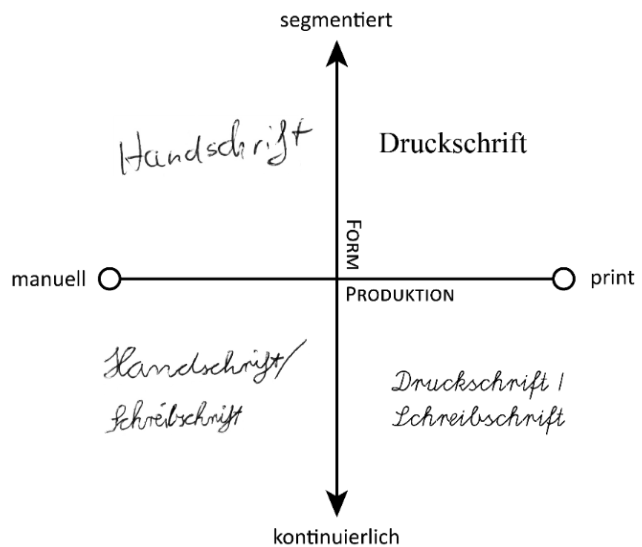 segmentiert
Handschrift
Druckschrift
FORM
manuell
print
PRODUKTION
Handschrift/
Schreibschrift
Druckschrift /
Schreibschrift
kontinuierlich